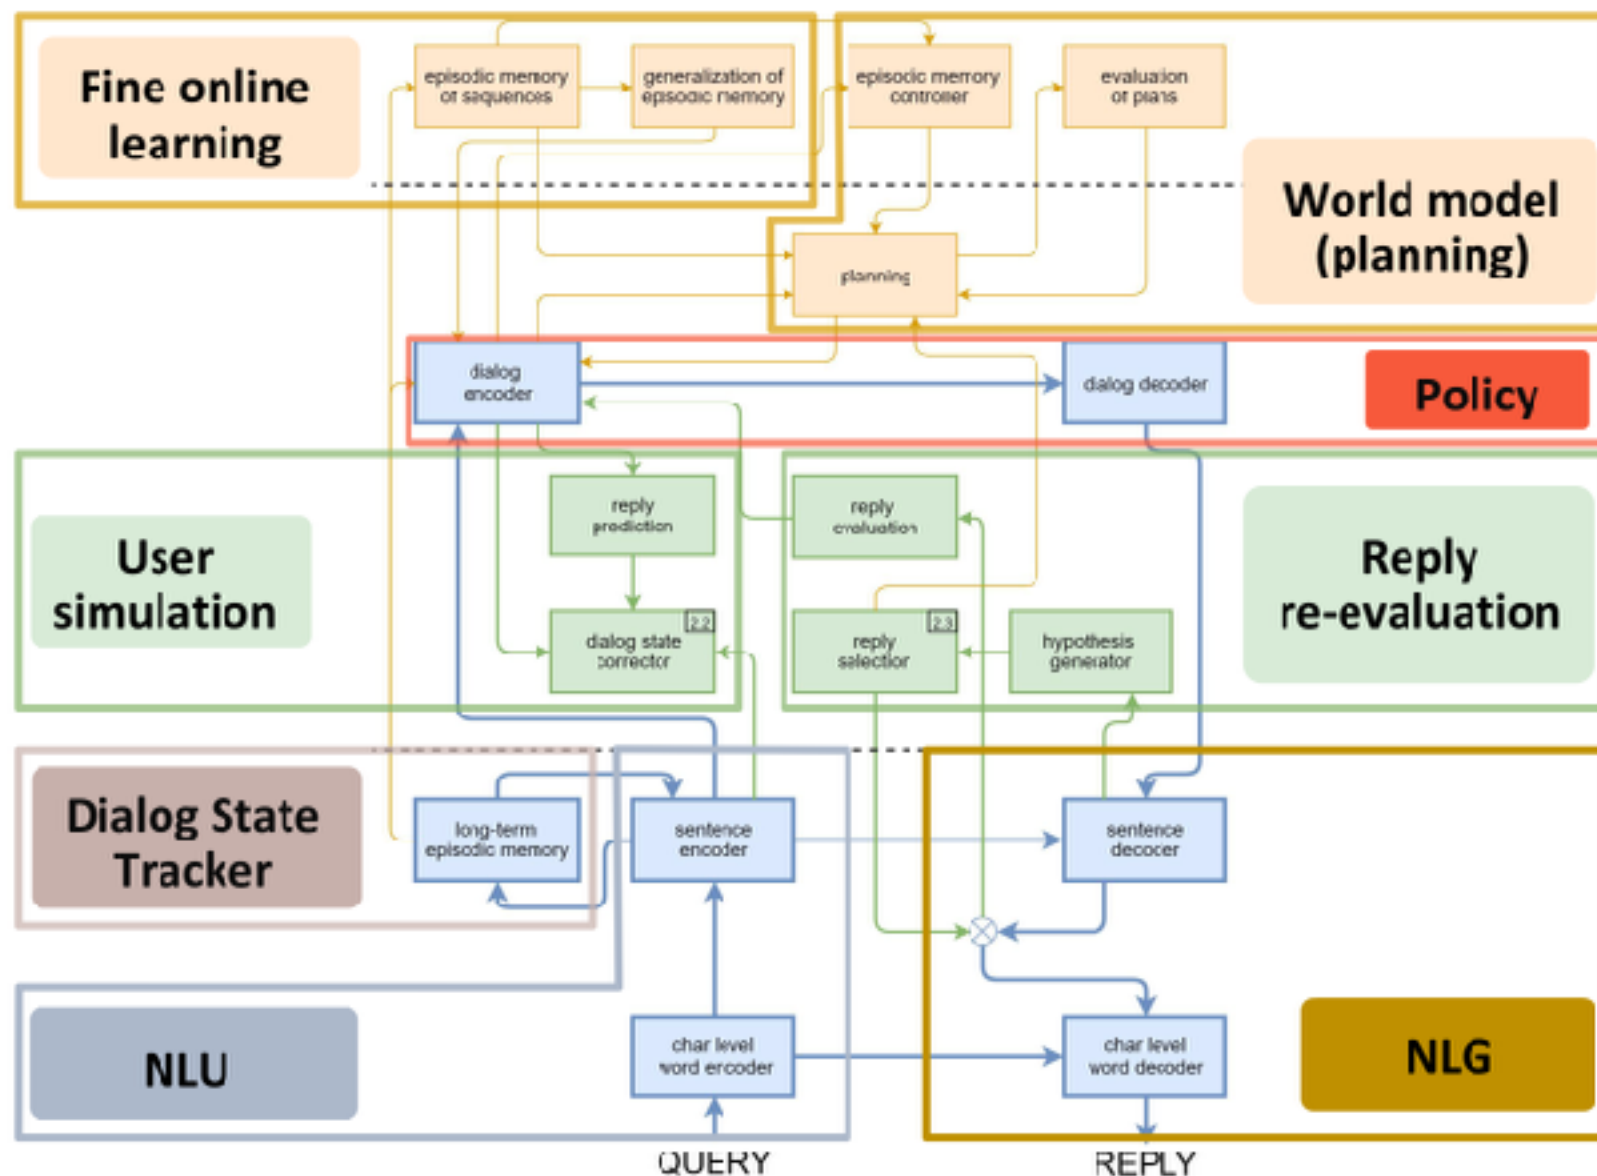 Fine online
learning
episodic memory
of sequences
generalization of
episodic memory
episodic memory
controller
evaluation
of plans
World model
(planning)
planning
dialog
encoder
dialog decoder
Policy
User
simulation
reply
prediction
reply
evaluation
Reply
re-evaluation
2.2
dialog state
corrector
2.3
reply
selection
hypothesis
generator
Dialog State
Tracker
long-term
episodic memory
sentence
encoder
sentence
decoder
NLU
char level
word encoder
char level
word decoder
NLG
QUERY
REPLY